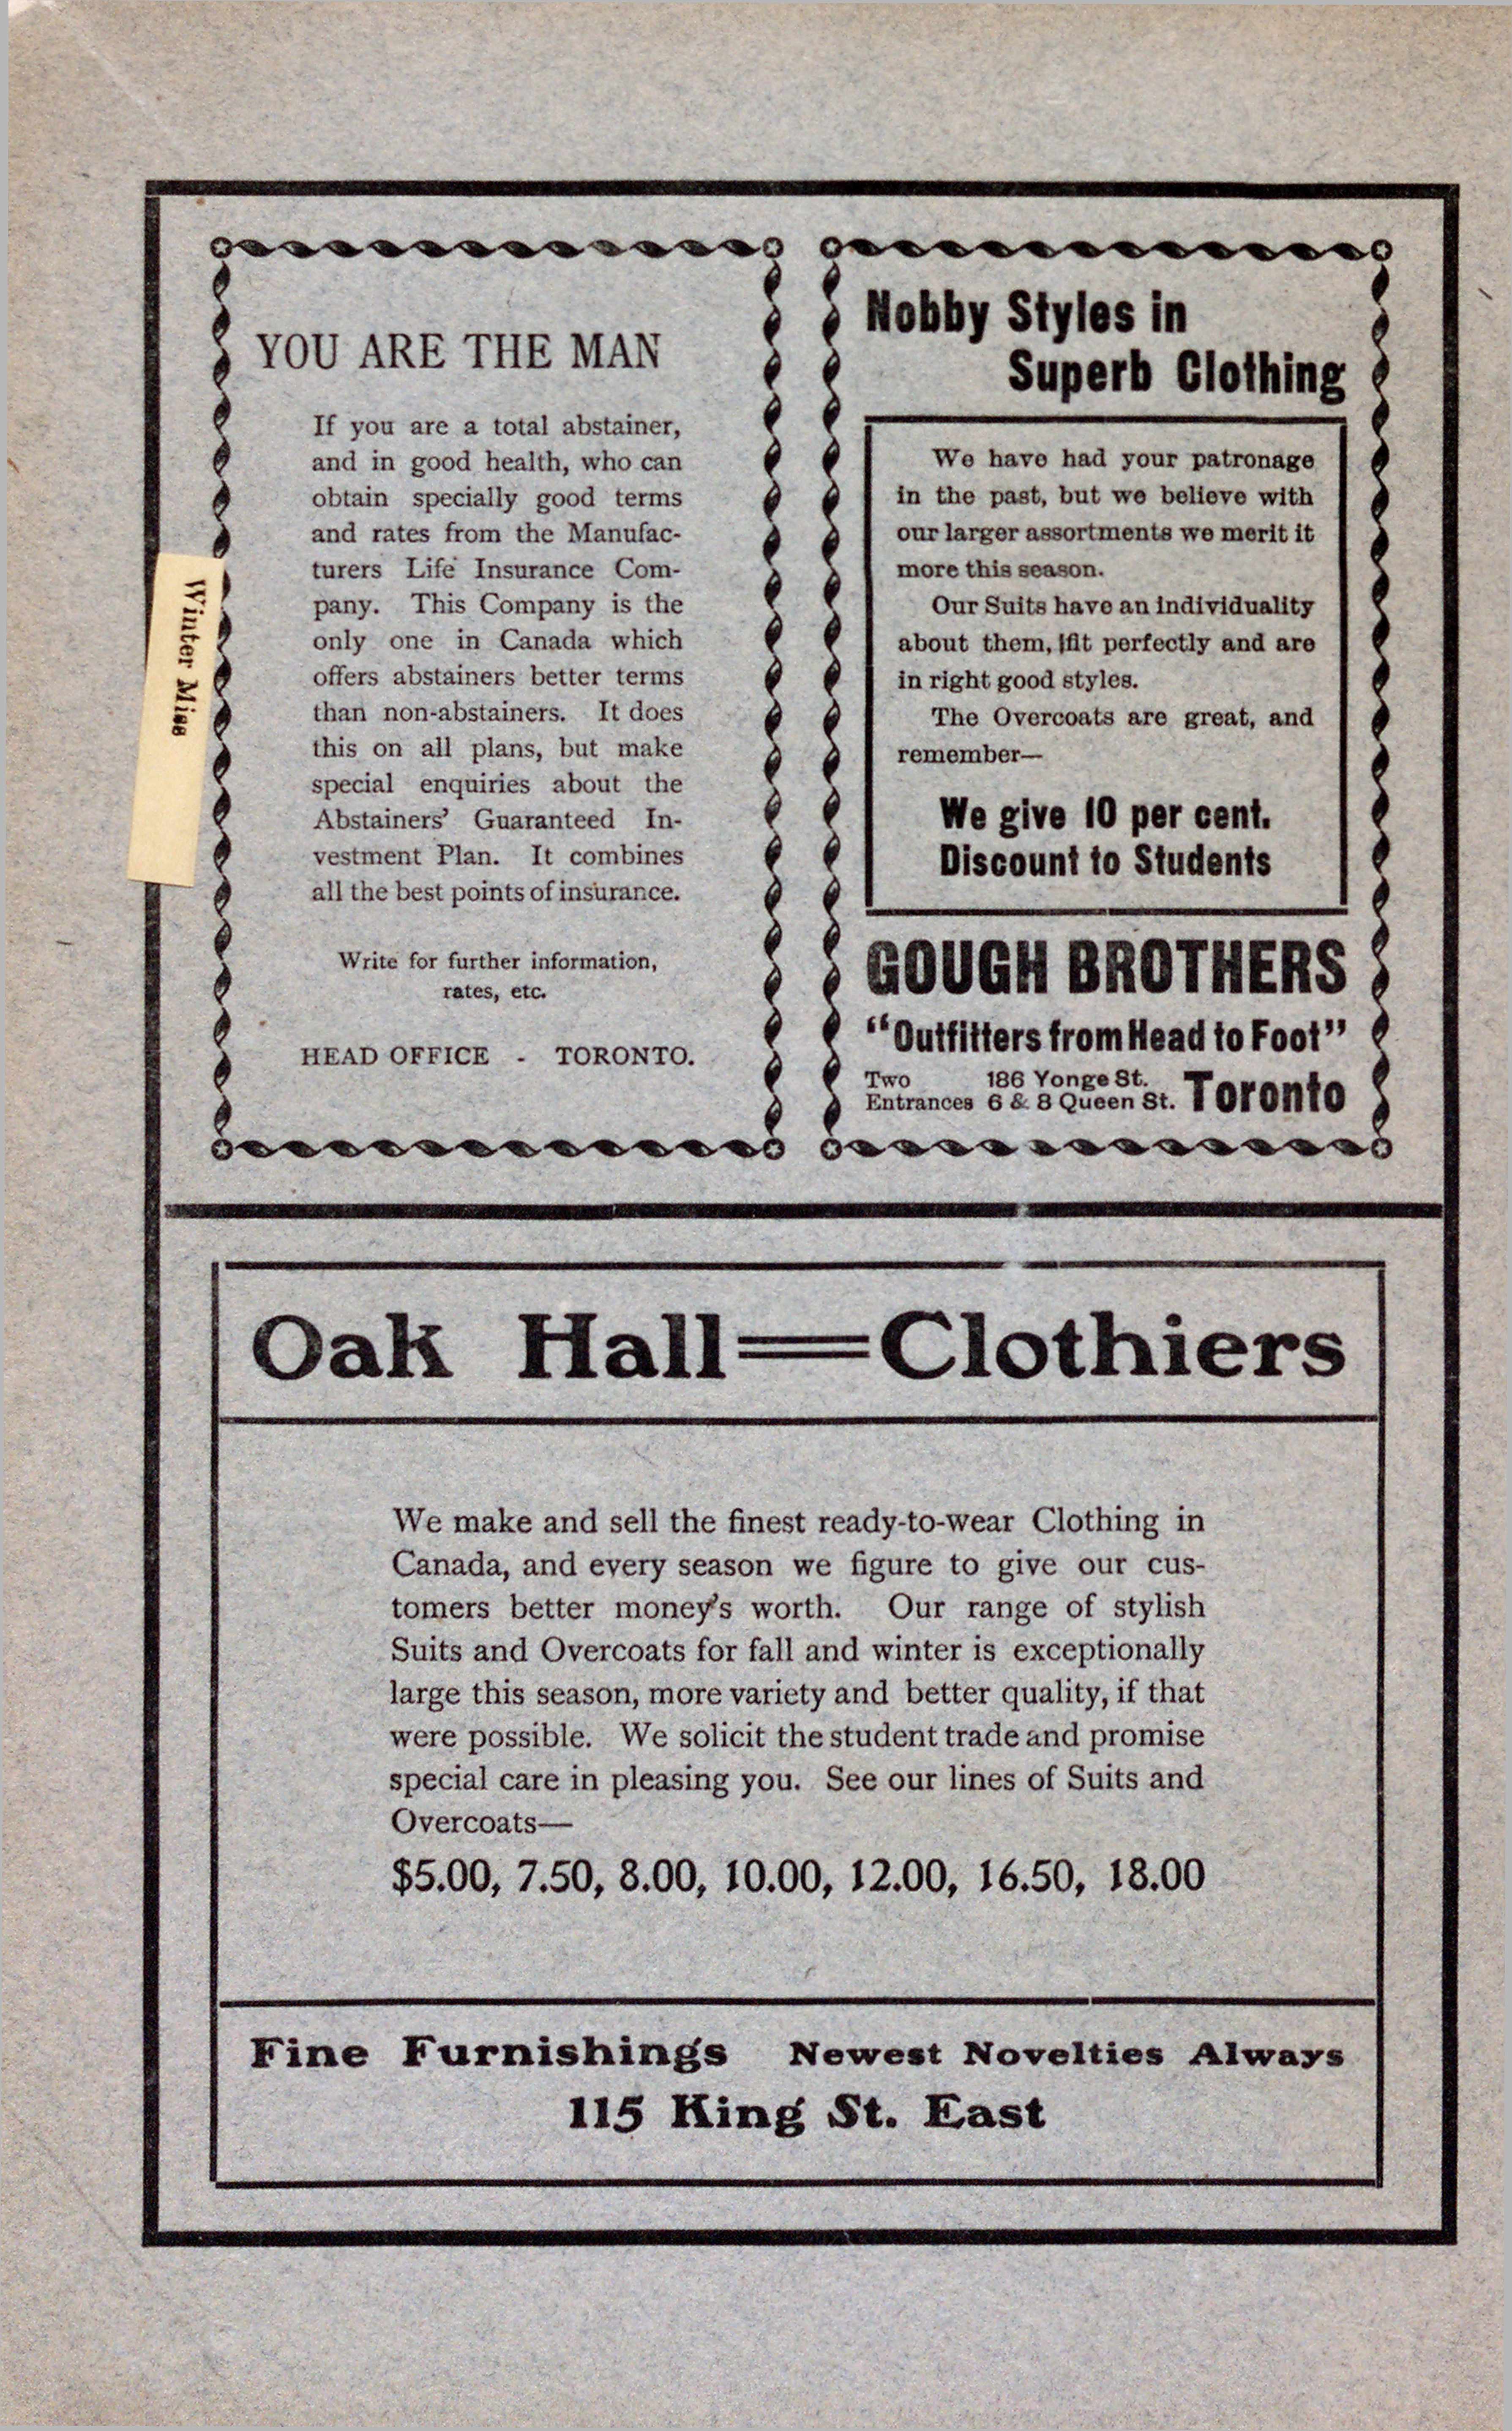 YOU ARE THE MAN
If you are a total abstainer,
and in good health, who can
obtain specially good terms
and rates from the Manufac-
turers Life Insurance Com-
pany. This Company is the
only one in Canada which
offers abstainers better terms
than non-abstainers. It does
this on all plans, but make
special enquiries about the
Abstainers' Guaranteed In-
vestment Plan. It combines
all the best points of insurance.
Write for further information,
rates, etc.
HEAD OFFICE - TORONTO.
Winter Miss
Nobby Styles in
Superb Clothing
We have had your patronage
in the past, but we believe with
our larger assortments we merit it
more this season.
Our Suits have an individuality
about them, fit perfectly and are
in right good styles.
The Overcoats are great, and
remember—
We give 10 per cent.
Discount to Students
GOUGH BROTHERS
"Outfitters from Head to Foot"
Two 186 Yonge St.
Entrances 6 & 8 Queen St. Toronto
Oak Hall=Clothiers
We make and sell the finest ready-to-wear Clothing in
Canada, and every season we figure to give our cus-
tomers better money's worth. Our range of stylish
Suits and Overcoats for fall and winter is exceptionally
large this season, more variety and better quality, if that
were possible. We solicit the student trade and promise
special care in pleasing you. See our lines of Suits and
Overcoats—
$5.00, 7.50, 8.00, 10.00, 12.00, 16.50, 18.00
Fine Furnishings Newest Novelties Always
115 King St. East